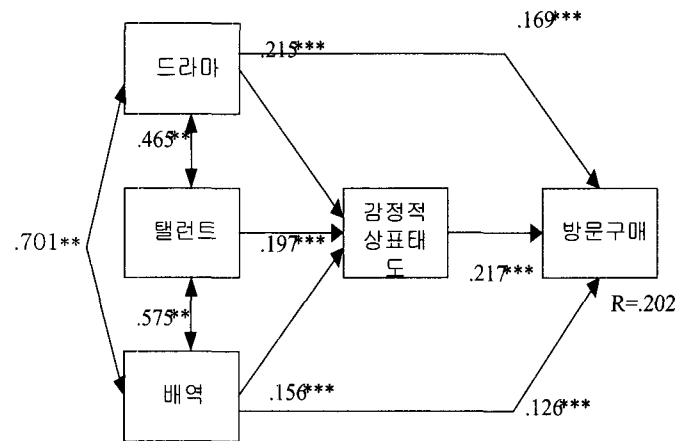 .169***
드라마
.215***
.465**
탤런트
.197***
감정적
상표태
도
방문구매
.701**
.217***
R=.202
.575**
배역
.156***
.126***